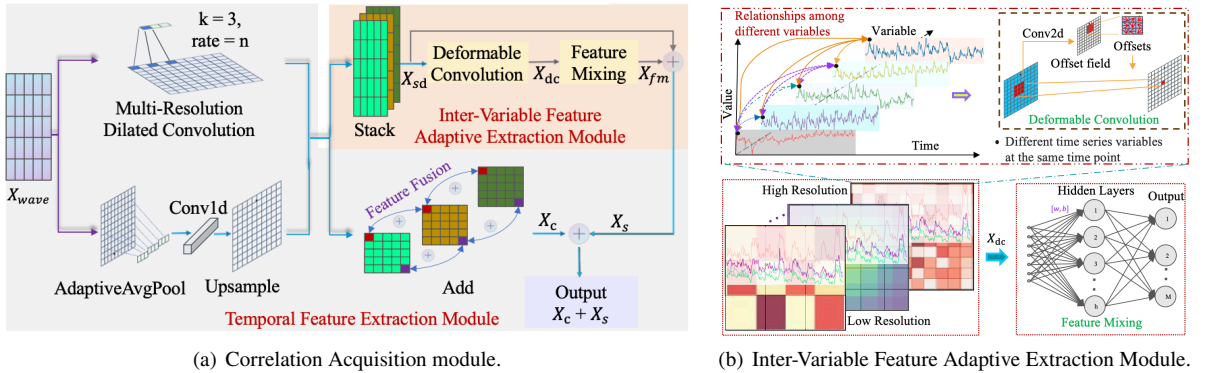 k = 3,
rate = n
Multi-Resolution
Dilated Convolution
X_wave
AdaptiveAvgPool
Conv1d
Upsample
Stack
X_sd
Deformable
Convolution
X_dc
Feature
Mixing
X_fm
Inter-Variable Feature
Adaptive Extraction Module
Feature Fusion
Add
X_c
X_s
Output
X_c + X_s
Temporal Feature Extraction Module
(a) Correlation Acquisition module.
Relationships among
different variables
Variable
Value
Time
Conv2d
Offsets
Offset field
Deformable Convolution
• Different time series variables
at the same time point
High Resolution
Low Resolution
X_dc
Hidden Layers
Output
[w, b]
1
2
3
h
1
2
M
Feature Mixing
(b) Inter-Variable Feature Adaptive Extraction Module.